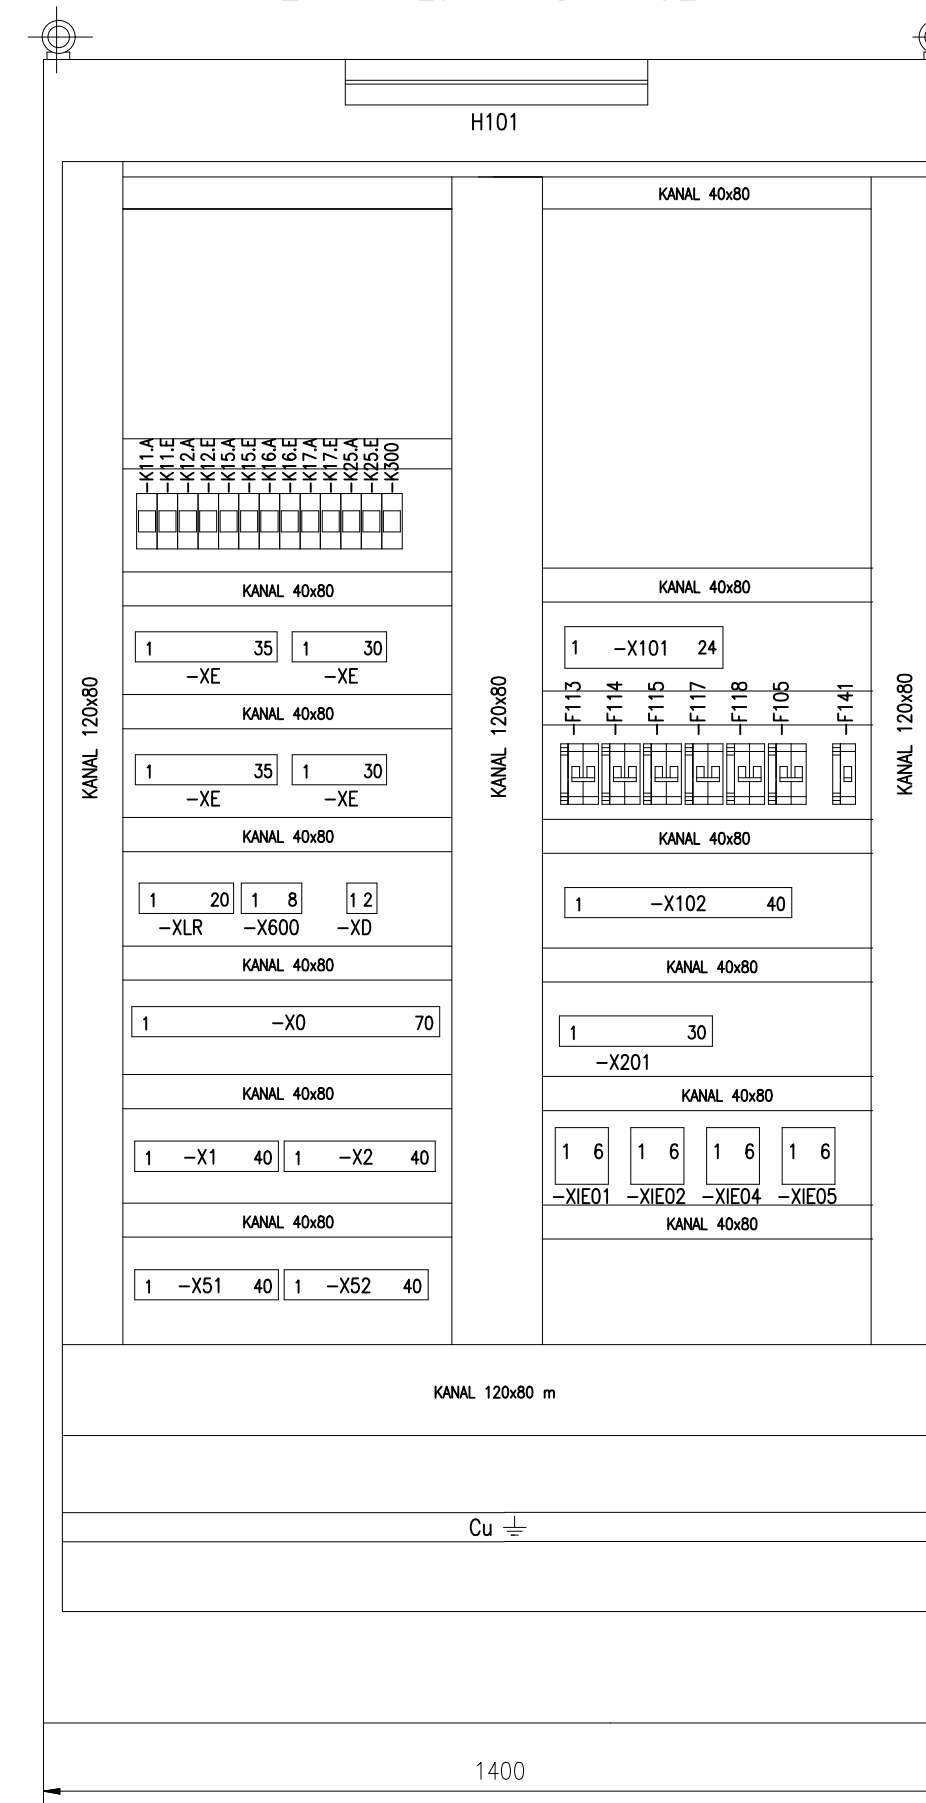 H101
KANAL 40x80
-K11.A
-K11.E
-K12.A
-K12.E
-K15.A
-K15.E
-K16.A
-K16.E
-K17.A
-K17.E
-K25.A
-K25.E
-K300
KANAL 40x80
KANAL 40x80
1 35 1 30
-XE -XE
1 -X101 24
KANAL 120x80
KANAL 120x80
KANAL 120x80
KANAL 40x80
-F113
-F114
-F115
-F117
-F118
-F105
-F141
1 35 1 30
-XE -XE
KANAL 40x80
KANAL 40x80
1 20 1 8 1 2
-XLR -X600 -XD
1 -X102 40
KANAL 40x80
KANAL 40x80
1 -X0 70
1 30
-X201
KANAL 40x80
KANAL 40x80
1 -X1 40 1 -X2 40
1 6 1 6 1 6 1 6
-XIE01 -XIE02 -XIE04 -XIE05
KANAL 40x80
KANAL 40x80
1 -X51 40 1 -X52 40
KANAL 120x80 m
Cu
1400